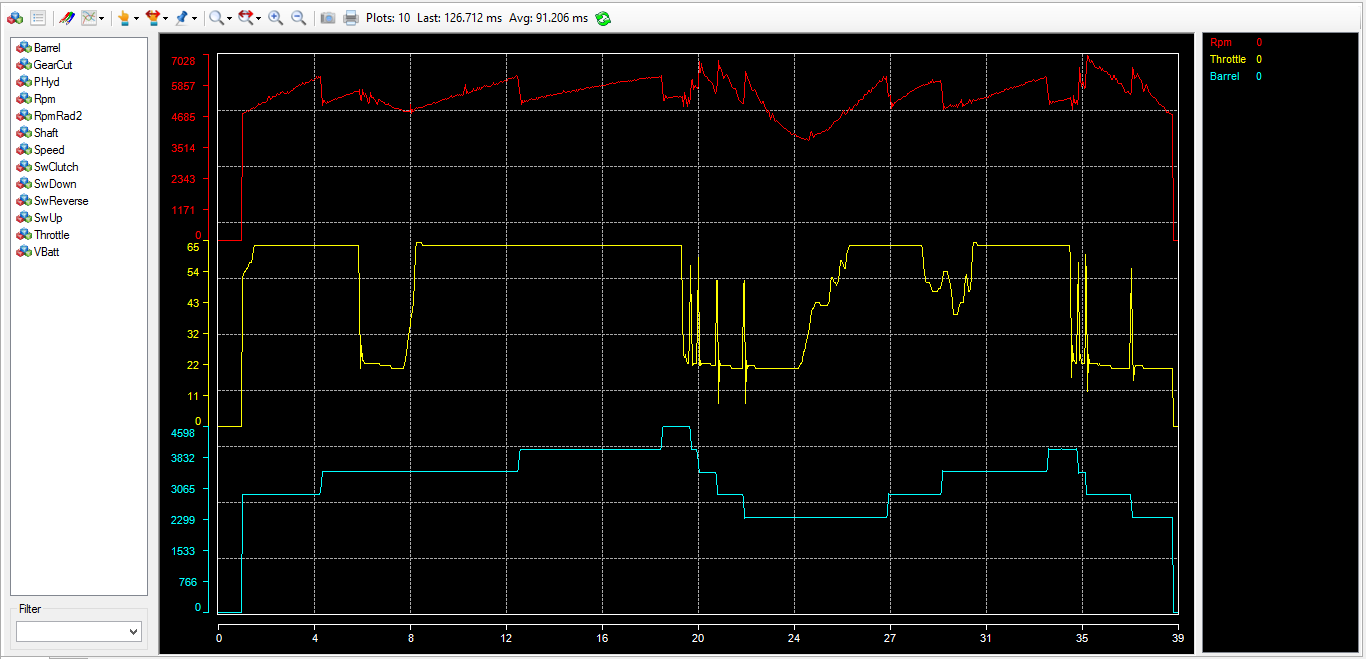 Plots: 10 Last: 126.712 ms Avg: 91.206 ms
Barrel
GearCut
PHyd
Rpm
RpmRad2
Shaft
Speed
SwClutch
SwDown
SwReverse
SwUp
Throttle
VBatt
Filter
7028
5857
4685
3514
2343
1171
0
65
54
43
32
22
11
0
4598
3832
3065
2299
1533
766
0
0 4 8 12 16 20 24 27 31 35 39
Rpm 0
Throttle 0
Barrel 0